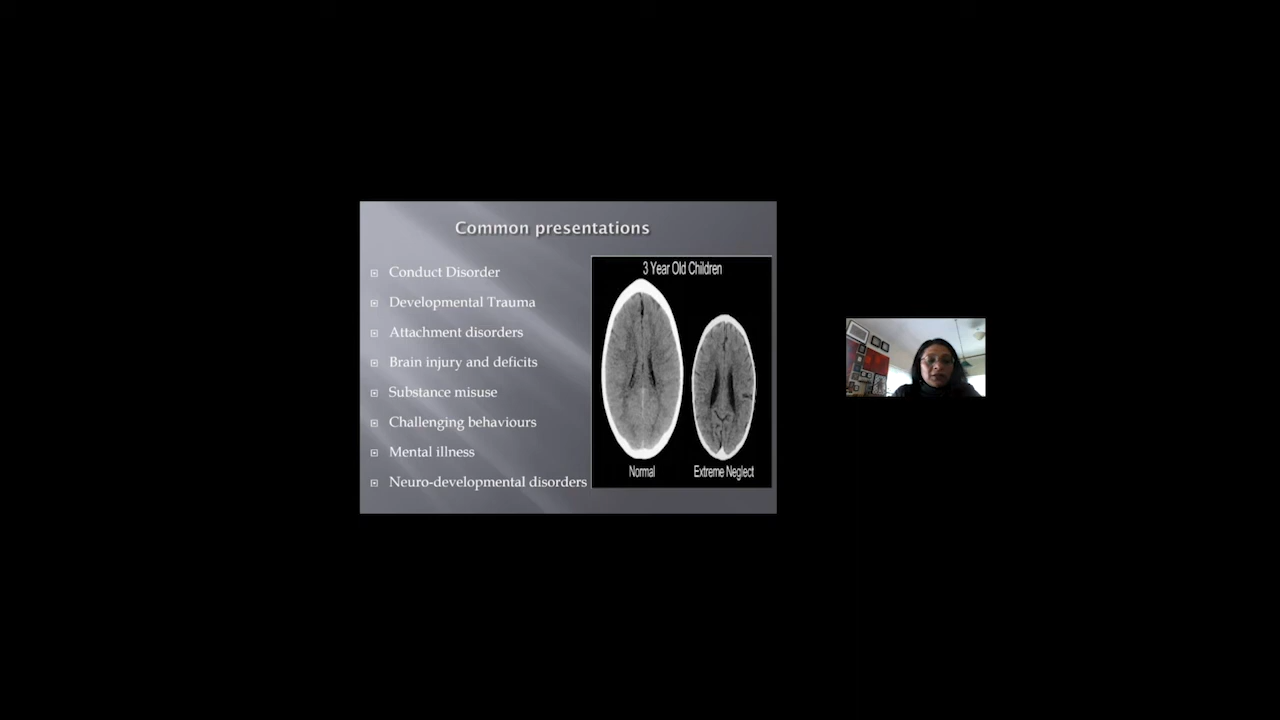 Common presentations
Conduct Disorder
Developmental Trauma
Attachment disorders
Brain injury and deficits
Substance misuse
Challenging behaviours
Mental illness
Neuro-developmental disorders
3 Year Old Children
Normal
Extreme Neglect